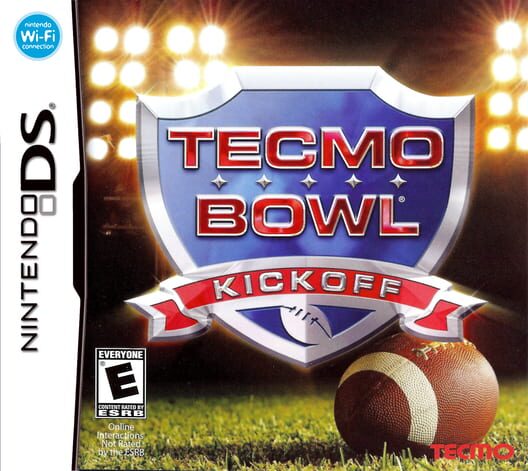 nintendo
Wi-Fi
connection
NINTENDO DS®
TECMO
BOWL®
KICKOFF
EVERYONE
E
CONTENT RATED BY
ESRB
Online
Interactions
Not Rated
by the ESRB
TECMO